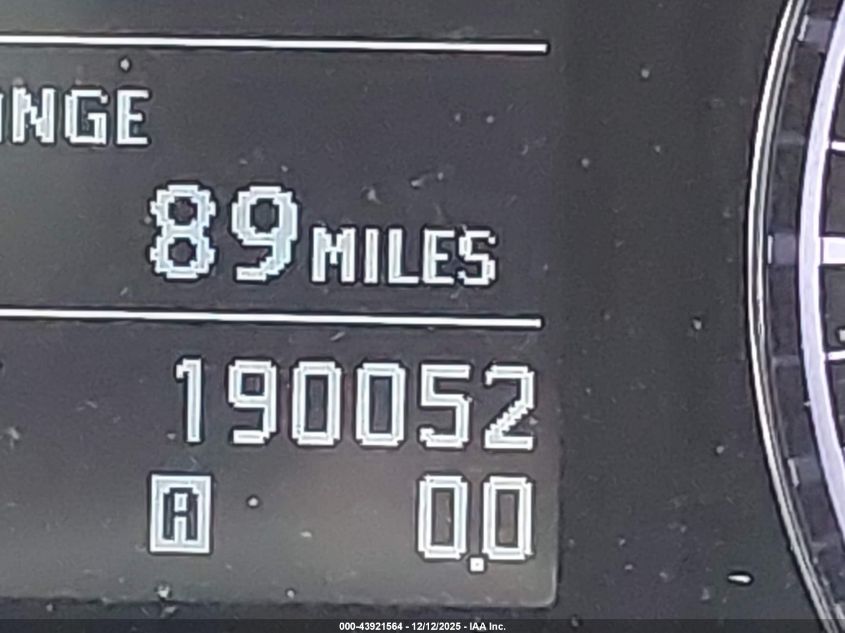 NGE
89 MILES
190052
A 0.0
000-43921564 - 12/12/2025 - IAA Inc.